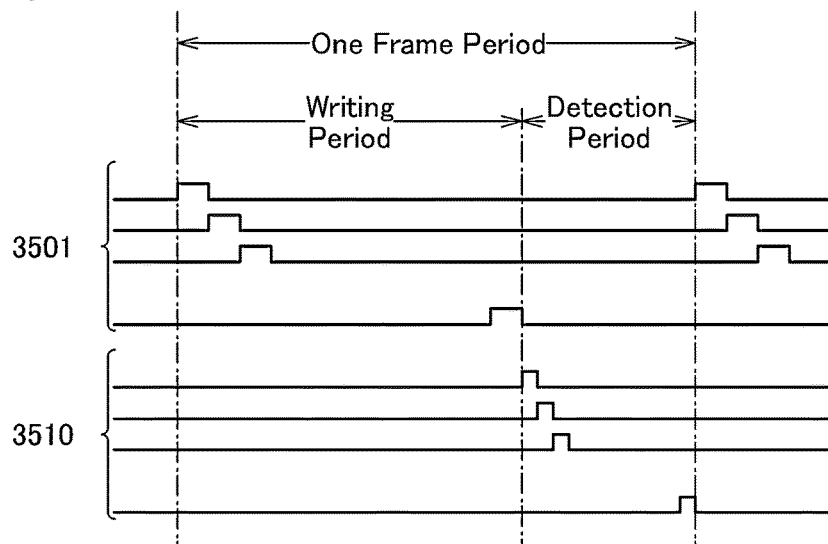 One Frame Period
Writing
Period
Detection
Period
3501
3510